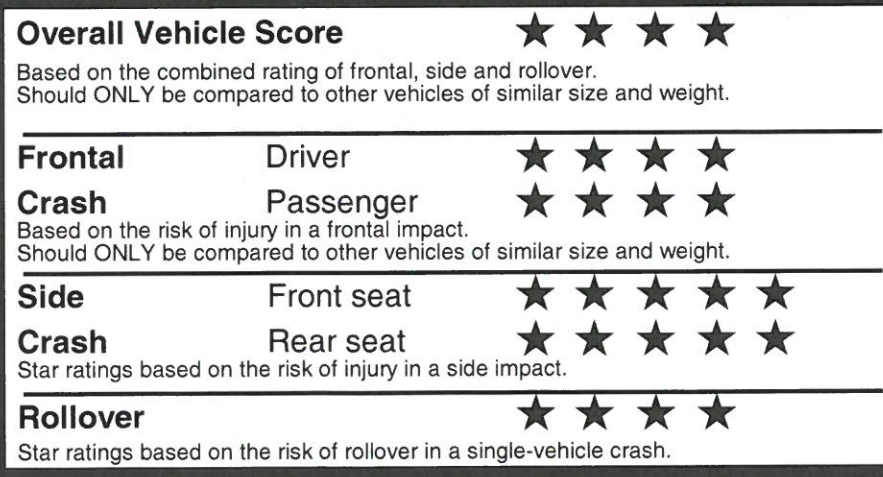 Overall Vehicle Score ★ ★ ★ ★
Based on the combined rating of frontal, side and rollover.
Should ONLY be compared to other vehicles of similar size and weight.
Frontal Driver ★ ★ ★ ★
Crash Passenger ★ ★ ★ ★
Based on the risk of injury in a frontal impact.
Should ONLY be compared to other vehicles of similar size and weight.
Side Front seat ★ ★ ★ ★ ★
Crash Rear seat ★ ★ ★ ★ ★
Star ratings based on the risk of injury in a side impact.
Rollover ★ ★ ★ ★
Star ratings based on the risk of rollover in a single-vehicle crash.